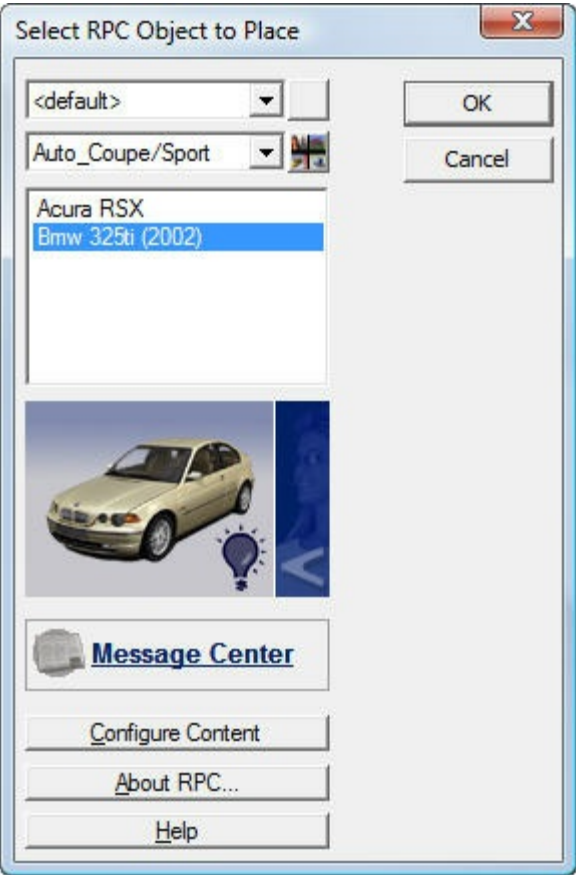 Select RPC Object to Place
<default>
OK
Auto_Coupe/Sport
Cancel
Acura RSX
Bmw 325ti (2002)
Message Center
Configure Content
About RPC...
Help